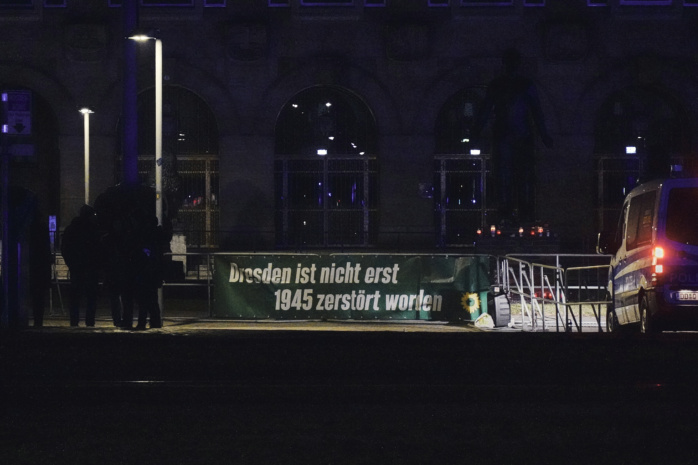 Dresden ist nicht erst
1945 zerstört worden